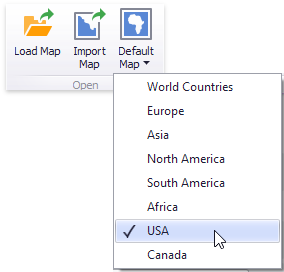 Load Map
Import
Map
Default
Map
Open
World Countries
Europe
Asia
North America
South America
Africa
USA
Canada